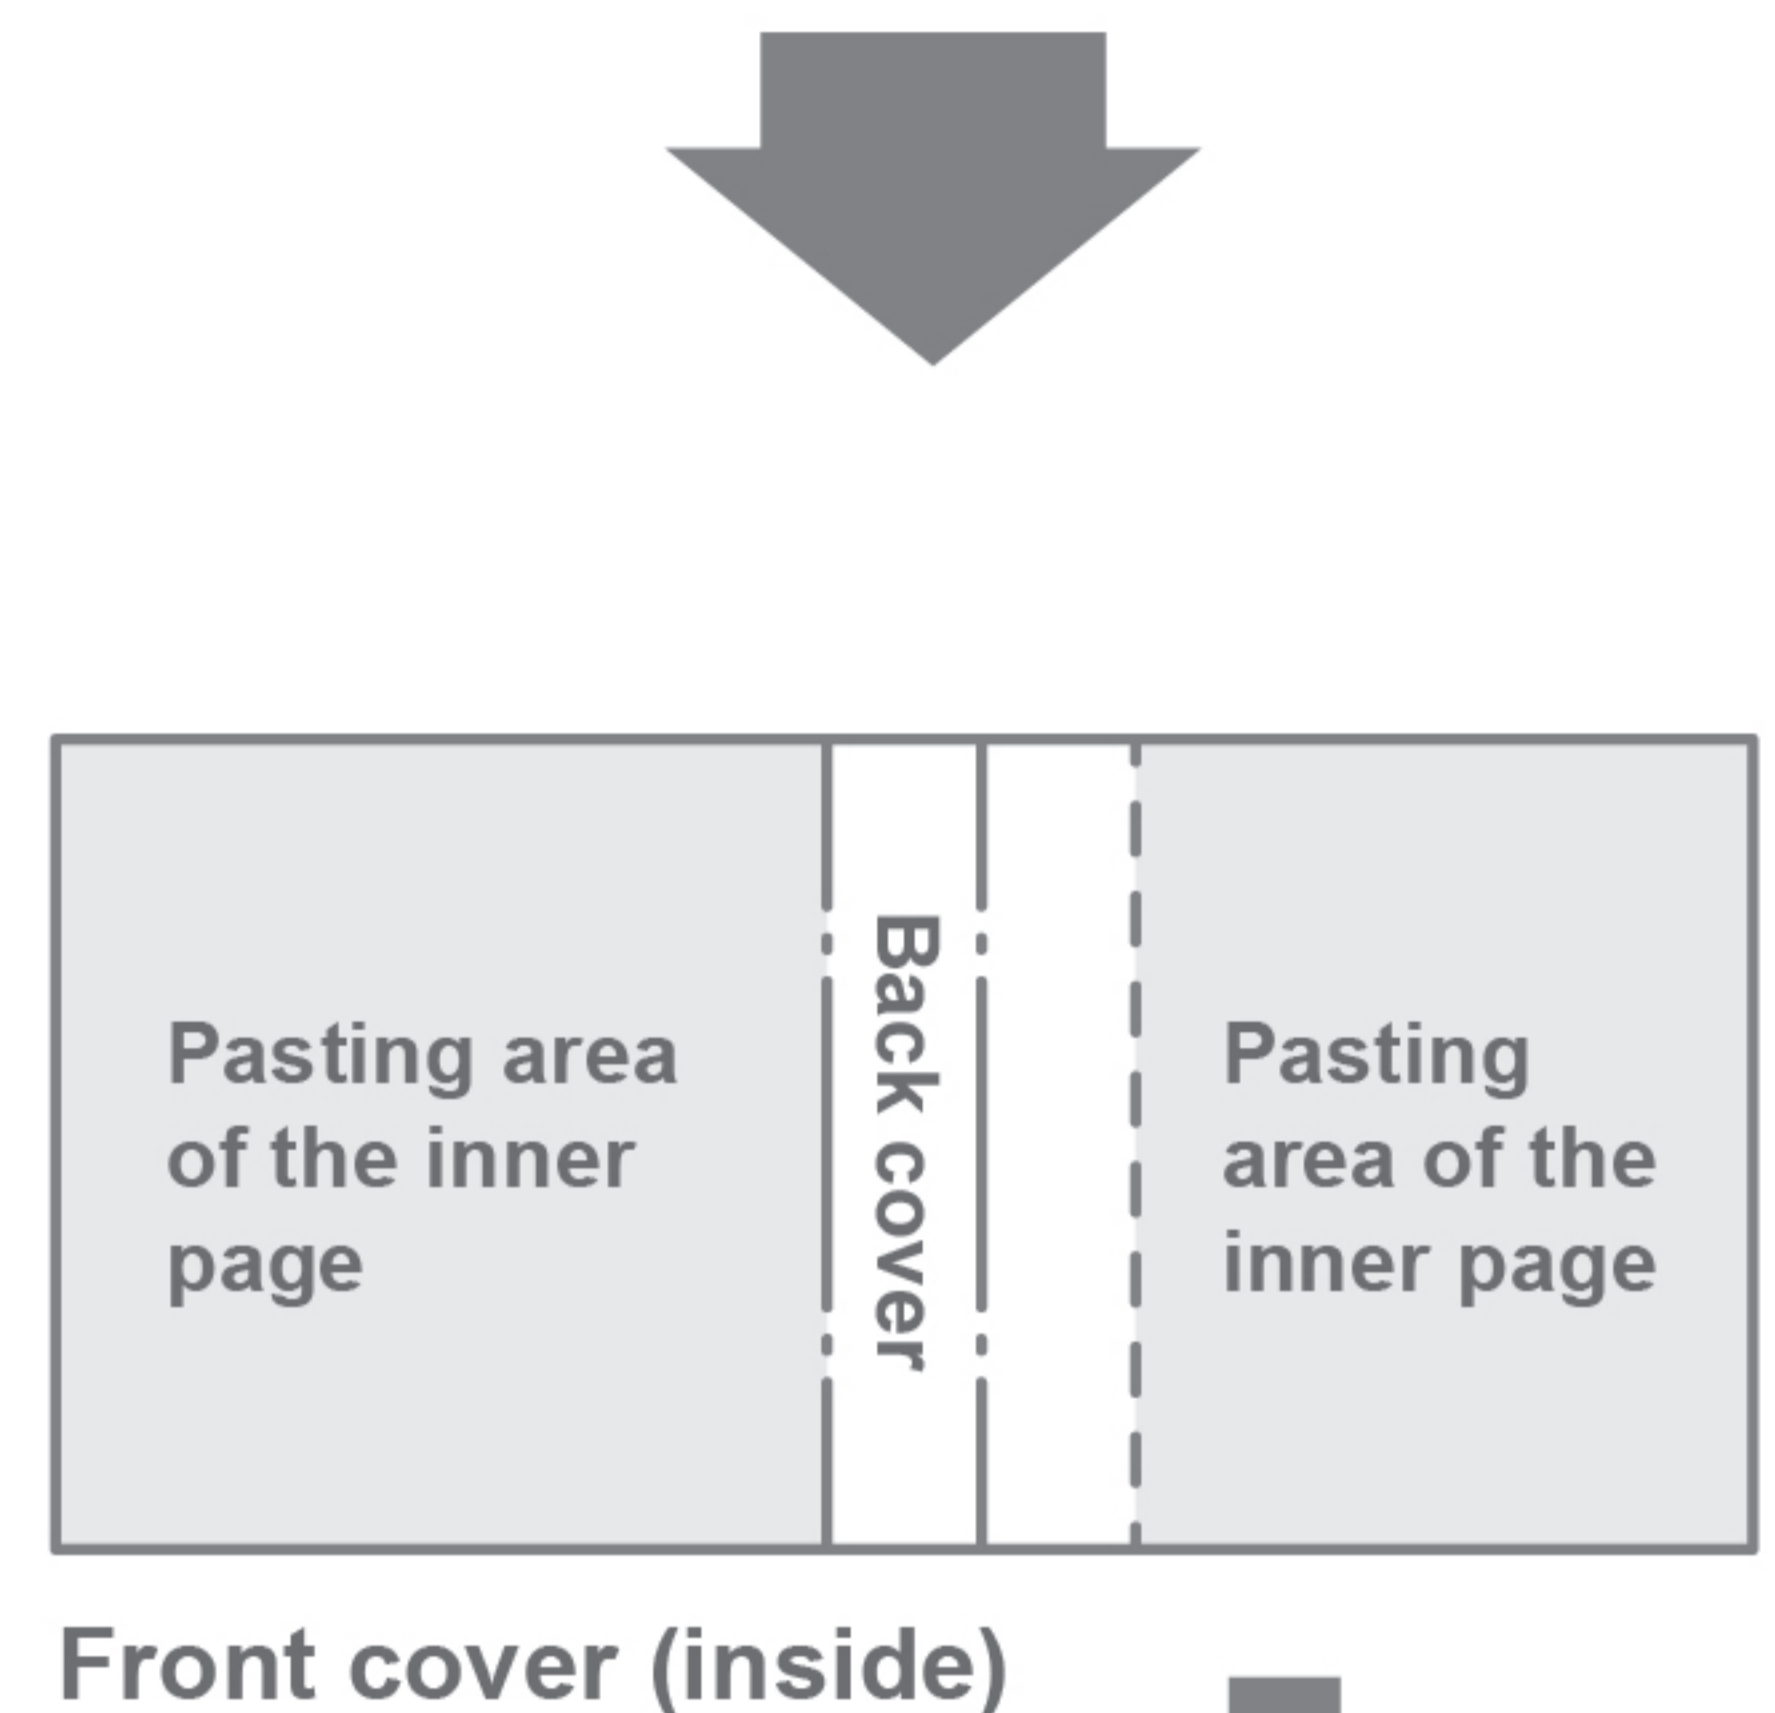 Pasting area
of the inner
page
Back cover
Pasting
area of the
inner page
Front cover (inside)